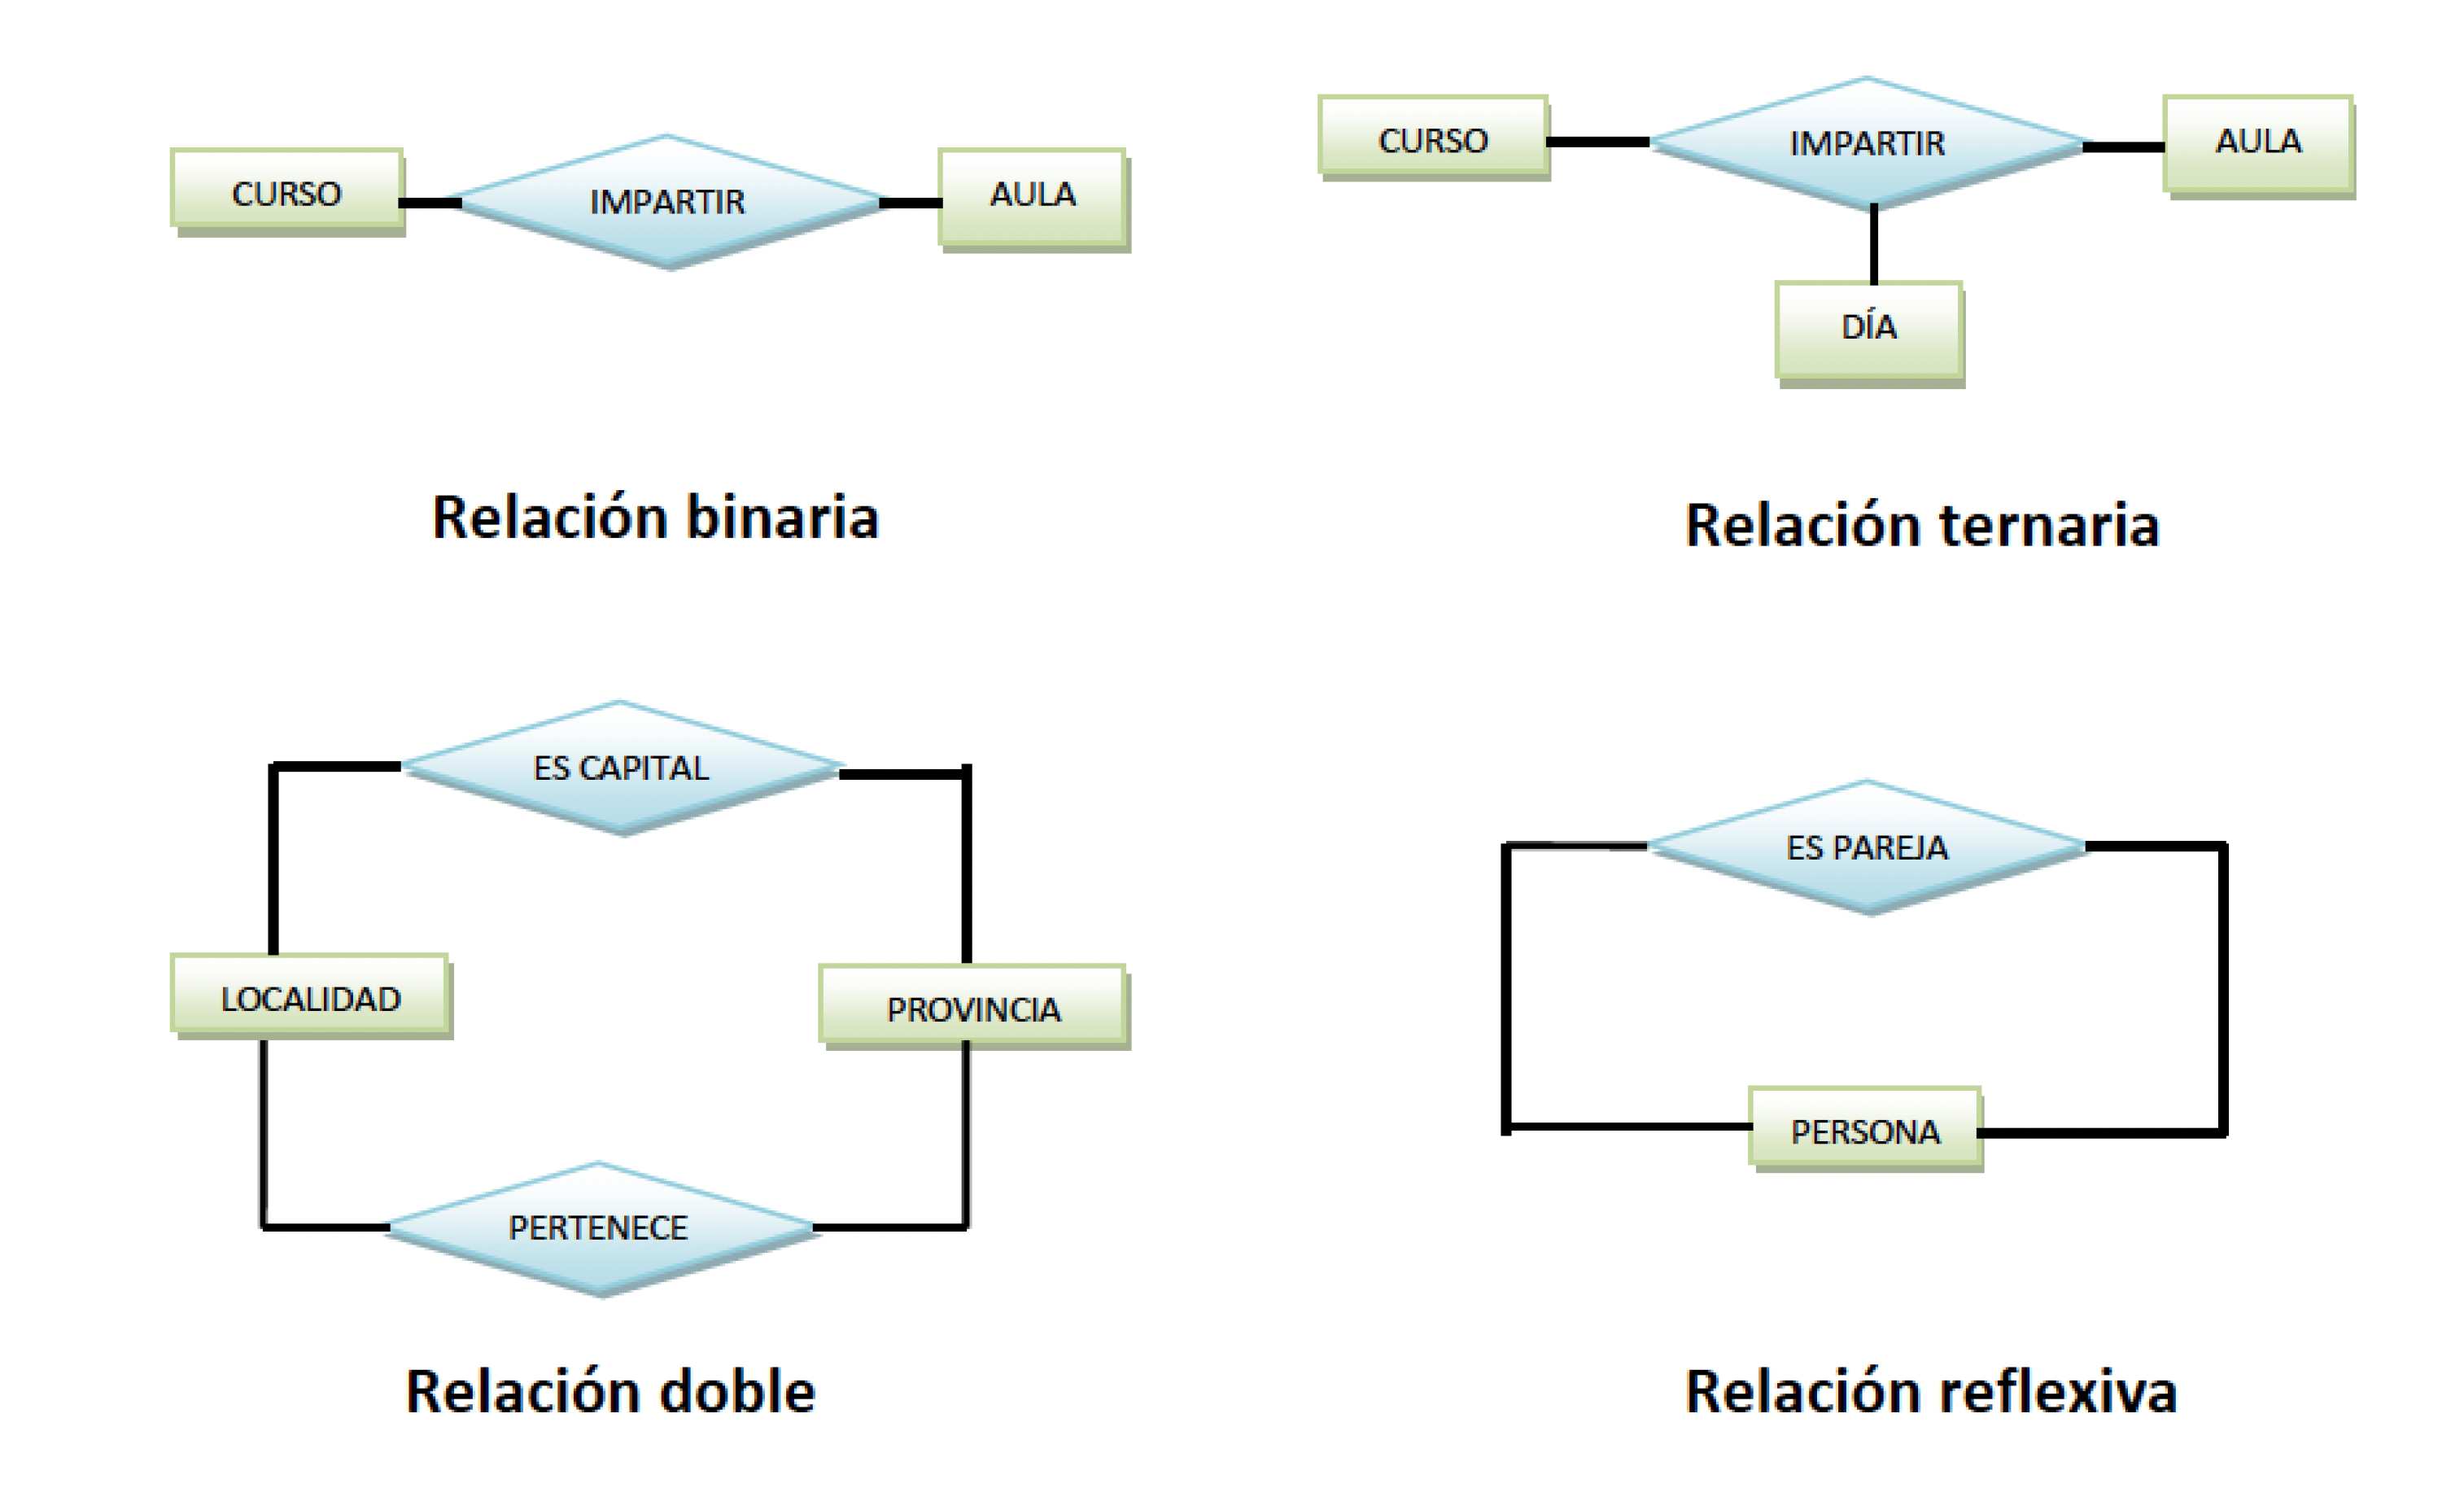 CURSO
IMPARTIR
AULA
Relación binaria
CURSO
IMPARTIR
AULA
DÍA
Relación ternaria
ES CAPITAL
LOCALIDAD
PROVINCIA
PERTENECE
Relación doble
ES PAREJA
PERSONA
Relación reflexiva